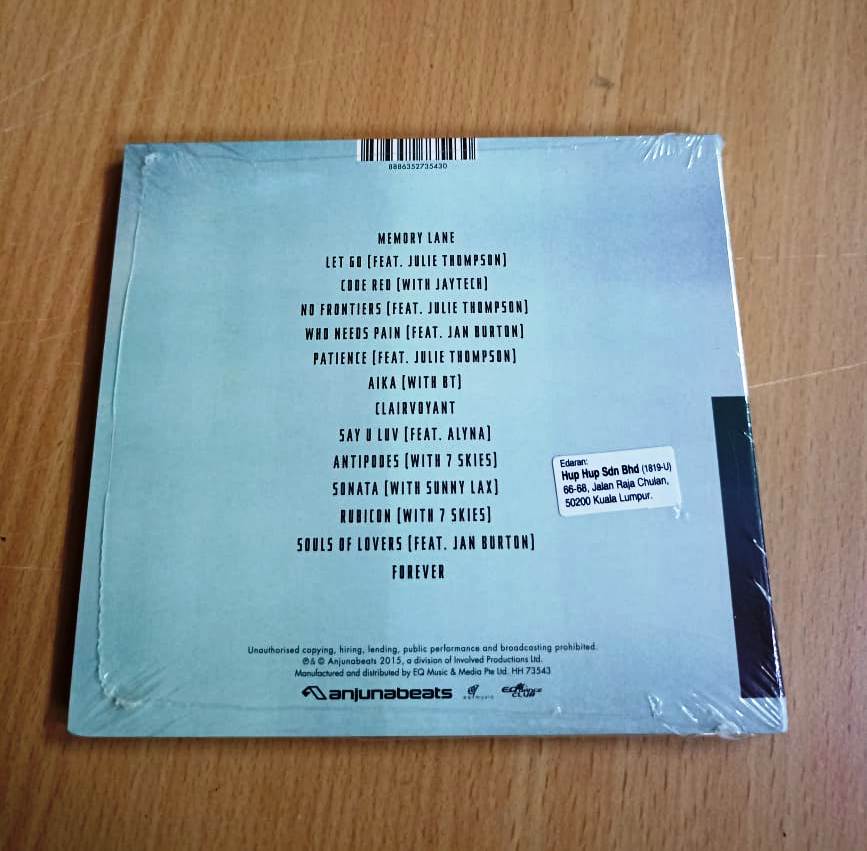 8886352735430
MEMORY LANE
LET GO (FEAT. JULIE THOMPSON)
CODE RED (WITH JAYTECH)
NO FRONTIERS (FEAT. JULIE THOMPSON)
WHO NEEDS PAIN (FEAT. JAN BURTON)
PATIENCE (FEAT. JULIE THOMPSON)
AIKA (WITH BT)
CLAIRVOYANT
SAY U LUV (FEAT. ALYNA)
ANTIPODES (WITH 7 SKIES)
SONATA (WITH SUNNY LAX)
RUBICON (WITH 7 SKIES)
SOULS OF LOVERS (FEAT. JAN BURTON)
FOREVER
Edaran:
Hup Hup Sdn Bhd (1819-U)
66-68, Jalan Raja Chulan,
50200 Kuala Lumpur.
Unauthorised copying, hiring, lending, public performance and broadcasting prohibited.
℗& © Anjunabeats 2015, a division of Involved Productions Ltd.
Manufactured and distributed by EQ Music & Media Pte Ltd. HH 73543
anjunabeats
eqmusic
CLUB